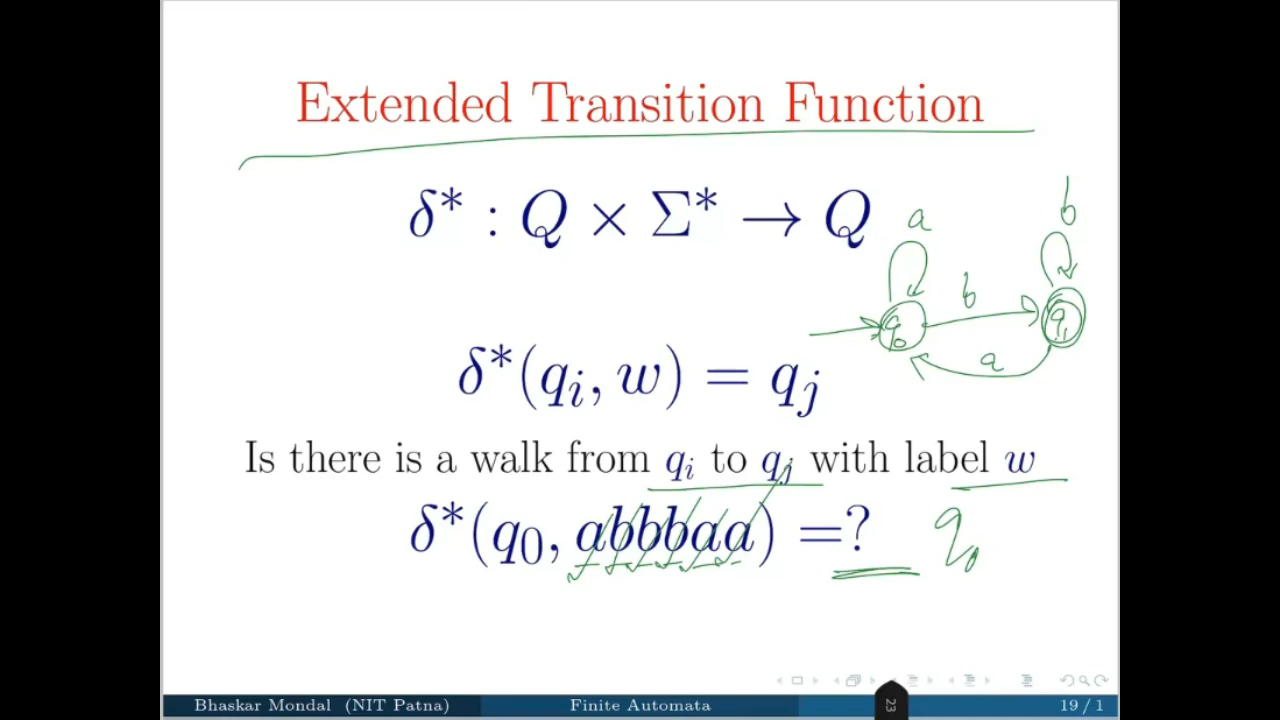 Extended Transition Function
δ* : Q × Σ* → Q
a
b
b
q₀
q₁
a
δ*(qᵢ, w) = qⱼ
Is there is a walk from qᵢ to qⱼ with label w
δ*(q₀, abbbaa) =? q₀
Bhaskar Mondal (NIT Patna) Finite Automata 23 19 / 1